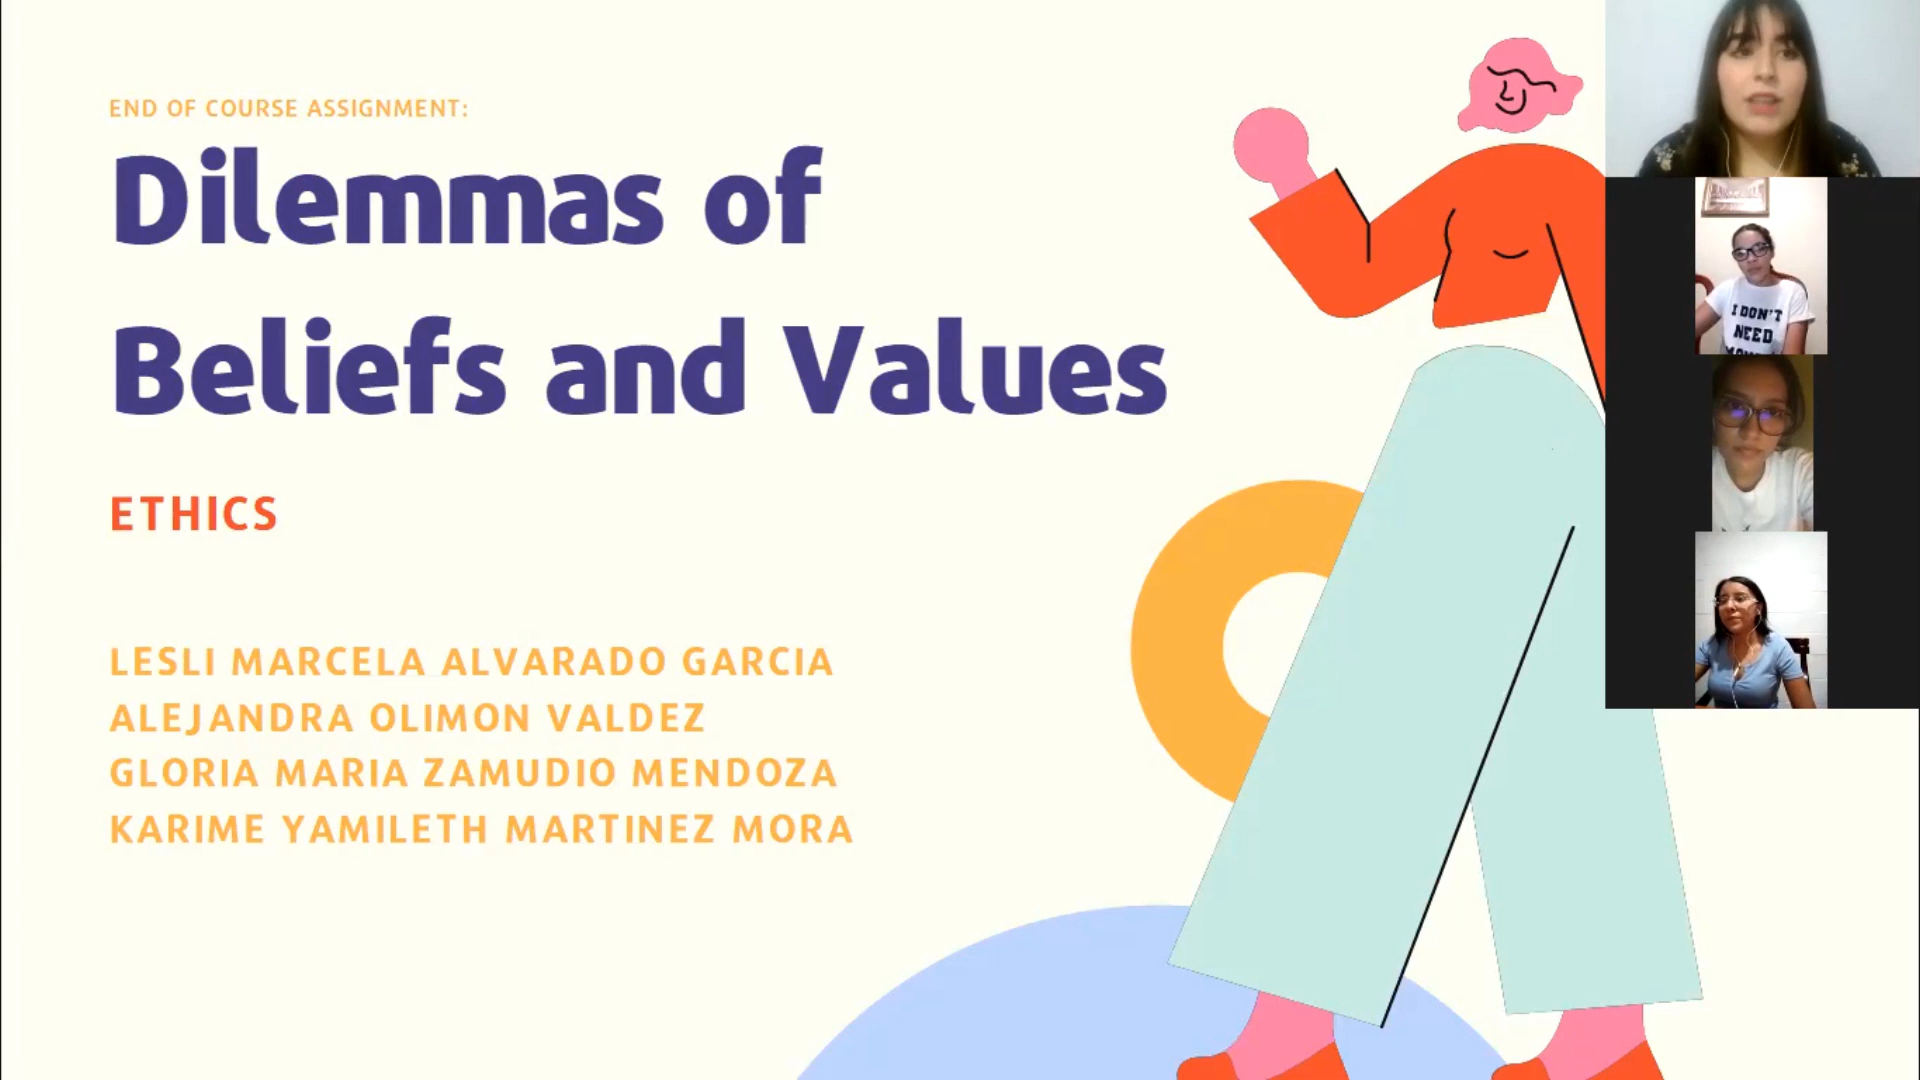 END OF COURSE ASSIGNMENT:
Dilemmas of
Beliefs and Values
ETHICS
LESLI MARCELA ALVARADO GARCIA
ALEJANDRA OLIMON VALDEZ
GLORIA MARIA ZAMUDIO MENDOZA
KARIME YAMILETH MARTINEZ MORA
I DON'T
NEED